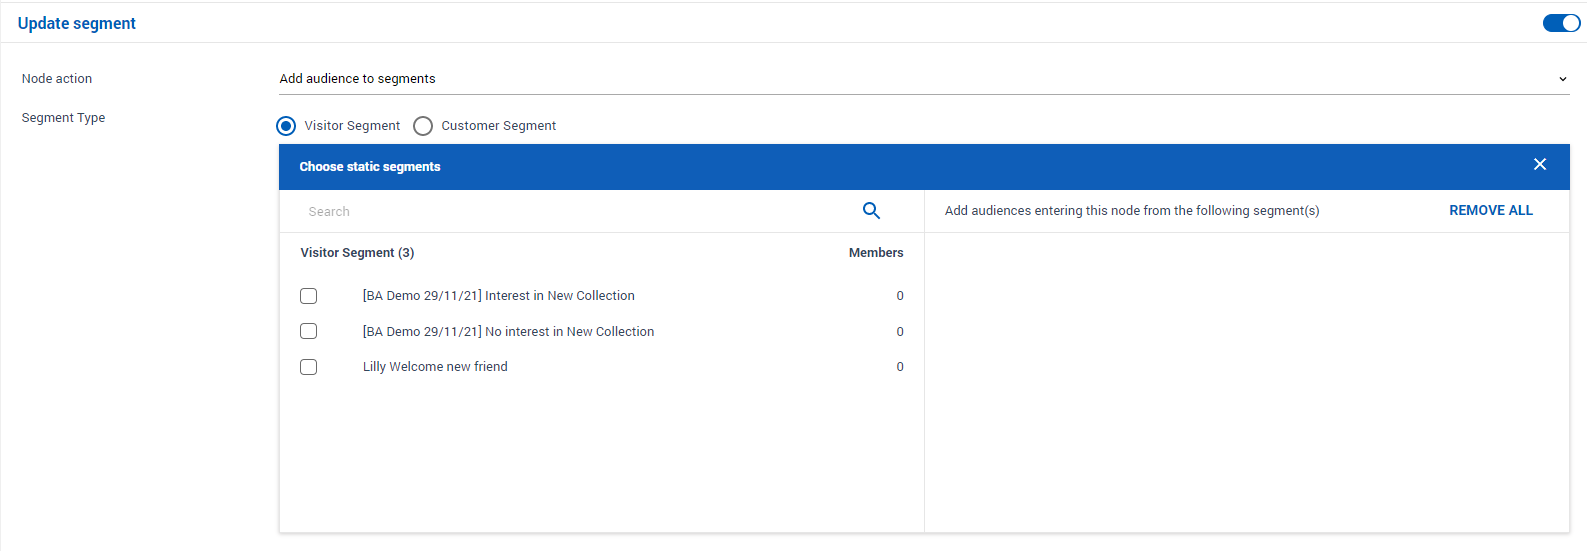 Update segment
Node action
Add audience to segments
Segment Type
Visitor Segment
Customer Segment
Choose static segments
Search
Add audiences entering this node from the following segment(s)
REMOVE ALL
Visitor Segment (3)
Members
[BA Demo 29/11/21] Interest in New Collection
0
[BA Demo 29/11/21] No interest in New Collection
0
Lilly Welcome new friend
0